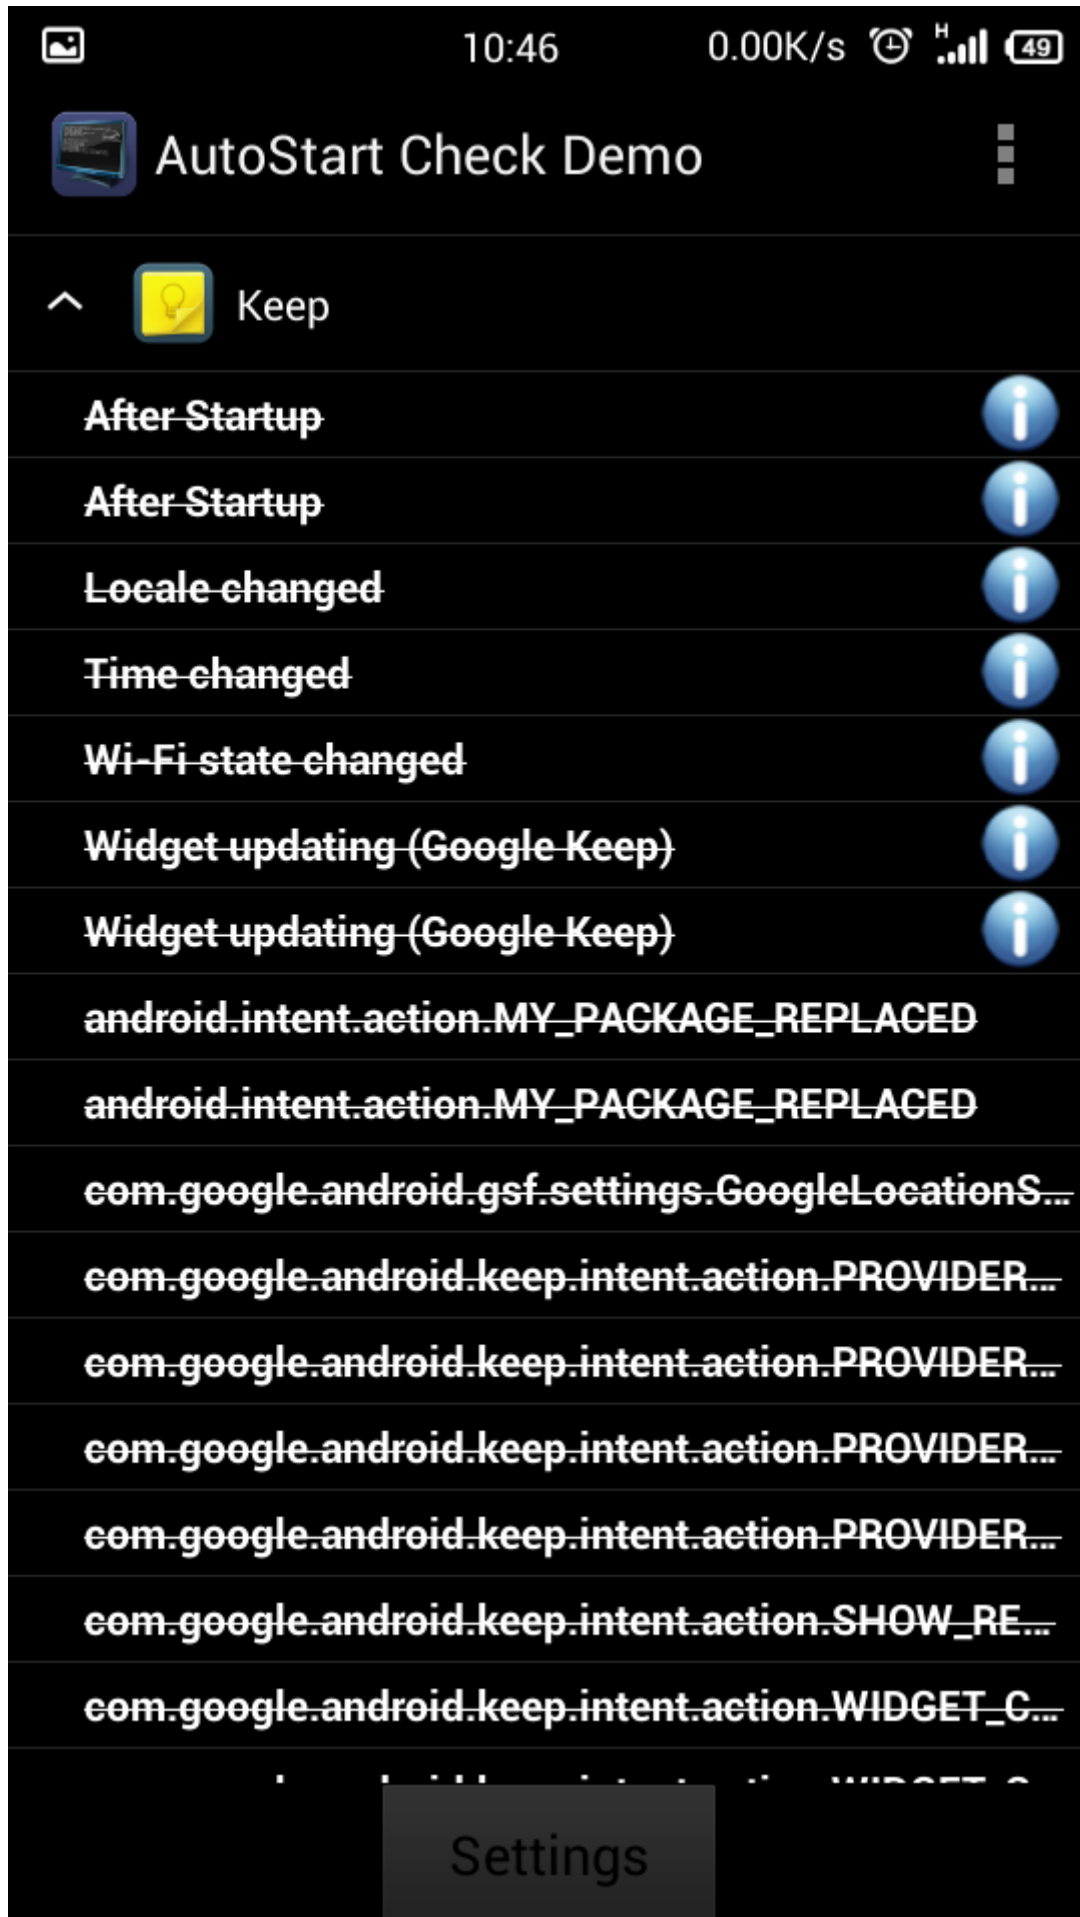 10:46 0.00K/s H 49
AutoStart Check Demo
Keep
After Startup
After Startup
Locale changed
Time changed
Wi-Fi state changed
Widget updating (Google Keep)
Widget updating (Google Keep)
android.intent.action.MY_PACKAGE_REPLACED
android.intent.action.MY_PACKAGE_REPLACED
com.google.android.gsf.settings.GoogleLocationS...
com.google.android.keep.intent.action.PROVIDER...
com.google.android.keep.intent.action.PROVIDER...
com.google.android.keep.intent.action.PROVIDER...
com.google.android.keep.intent.action.PROVIDER...
com.google.android.keep.intent.action.SHOW_RE...
com.google.android.keep.intent.action.WIDGET_C...
Settings